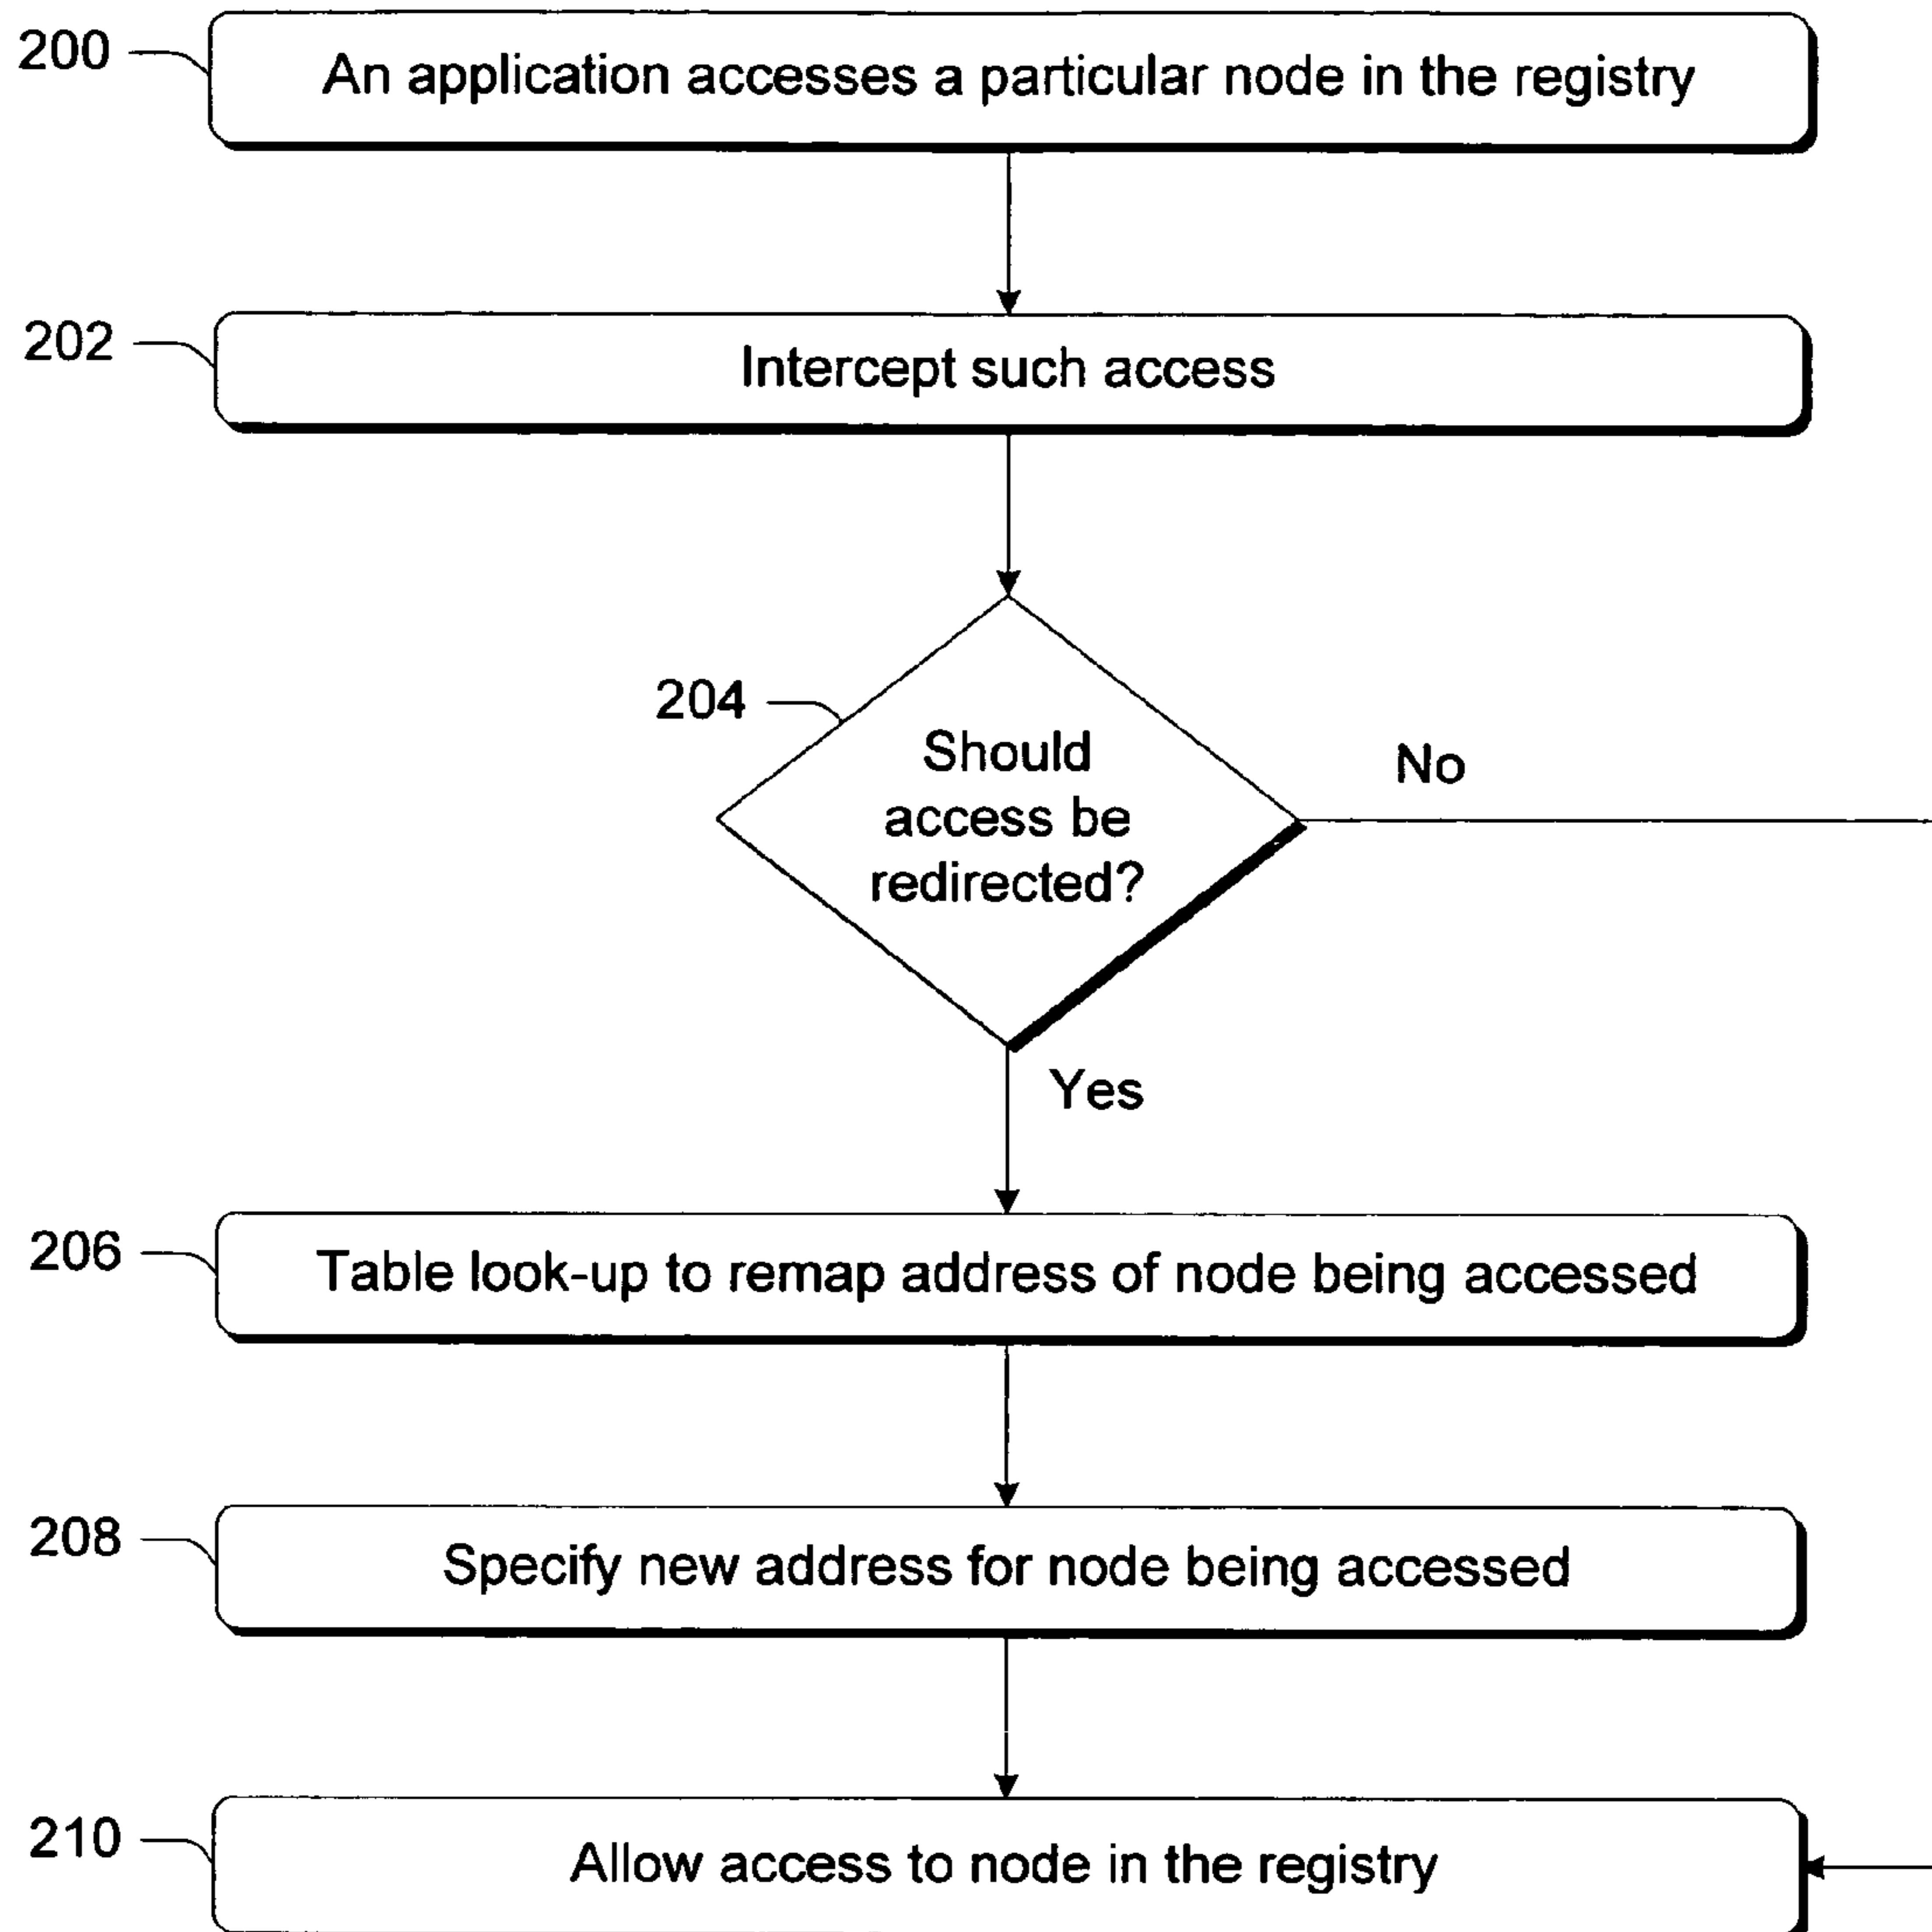 200
An application accesses a particular node in the registry
202
Intercept such access
204
Should
access be
redirected?
No
Yes
206
Table look-up to remap address of node being accessed
208
Specify new address for node being accessed
210
Allow access to node in the registry